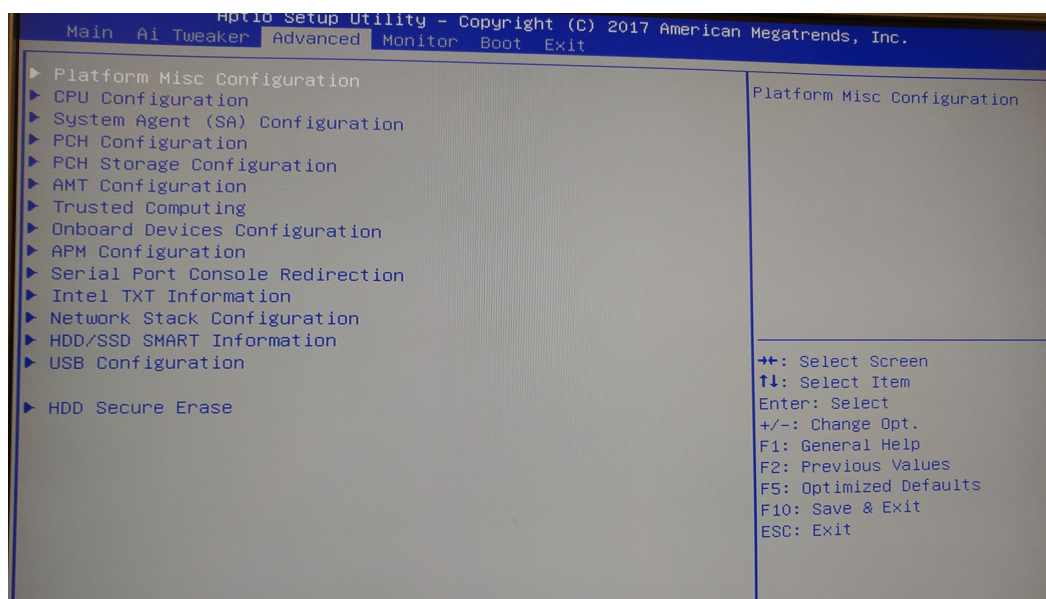 Aptio Setup Utility – Copyright (C) 2017 American Megatrends, Inc.
Main Ai Tweaker Advanced Monitor Boot Exit
Platform Misc Configuration
CPU Configuration
System Agent (SA) Configuration
PCH Configuration
PCH Storage Configuration
AMT Configuration
Trusted Computing
Onboard Devices Configuration
APM Configuration
Serial Port Console Redirection
Intel TXT Information
Network Stack Configuration
HDD/SSD SMART Information
USB Configuration
HDD Secure Erase
Platform Misc Configuration
→←: Select Screen
↑↓: Select Item
Enter: Select
+/-: Change Opt.
F1: General Help
F2: Previous Values
F5: Optimized Defaults
F10: Save & Exit
ESC: Exit